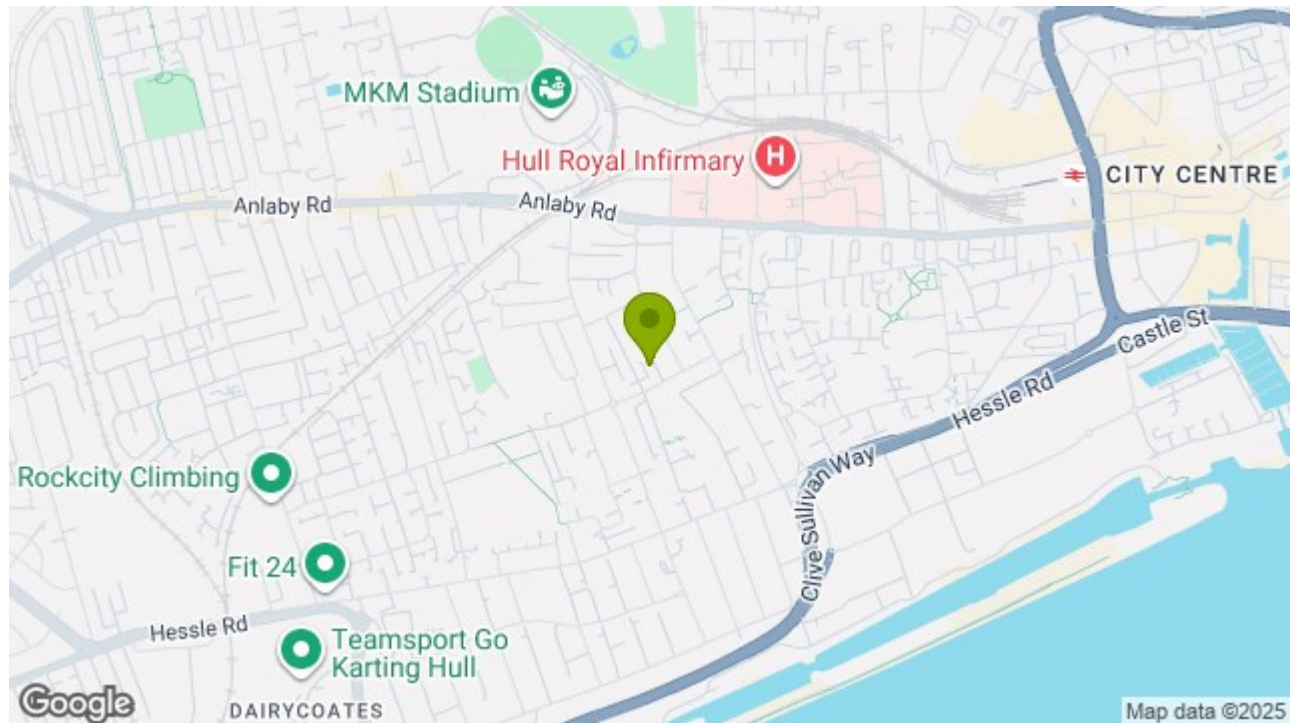 MKM Stadium
Hull Royal Infirmary
H
CITY CENTRE
Anlaby Rd
Anlaby Rd
Castle St
Hessle Rd
Clive Sullivan Way
Rockcity Climbing
Fit 24
Hessle Rd
Teamsport Go
Karting Hull
DAIRYCOATES
Google
Map data ©2025